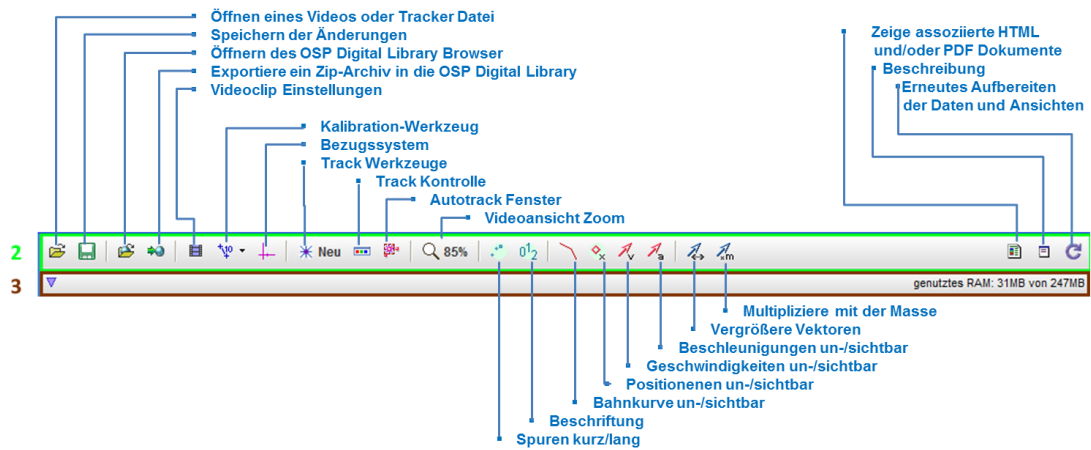 Öffnen eines Videos oder Tracker Datei
Speichern der Änderungen
Öffnern des OSP Digital Library Browser
Exportiere ein Zip-Archiv in die OSP Digital Library
Videoclip Einstellungen
Zeige assoziierte HTML
und/oder PDF Dokumente
Beschreibung
Erneutes Aufbereiten
der Daten und Ansichten
Kalibration-Werkzeug
Bezugssystem
Track Werkzeuge
Track Kontrolle
Autotrack Fenster
Videoansicht Zoom
2
10
Neu
85%
012
x
v
a
xm
3
genutztes RAM: 31MB von 247MB
Multipliziere mit der Masse
Vergrößere Vektoren
Beschleunigungen un-/sichtbar
Geschwindigkeiten un-/sichtbar
Positionenen un-/sichtbar
Bahnkurve un-/sichtbar
Beschriftung
Spuren kurz/lang